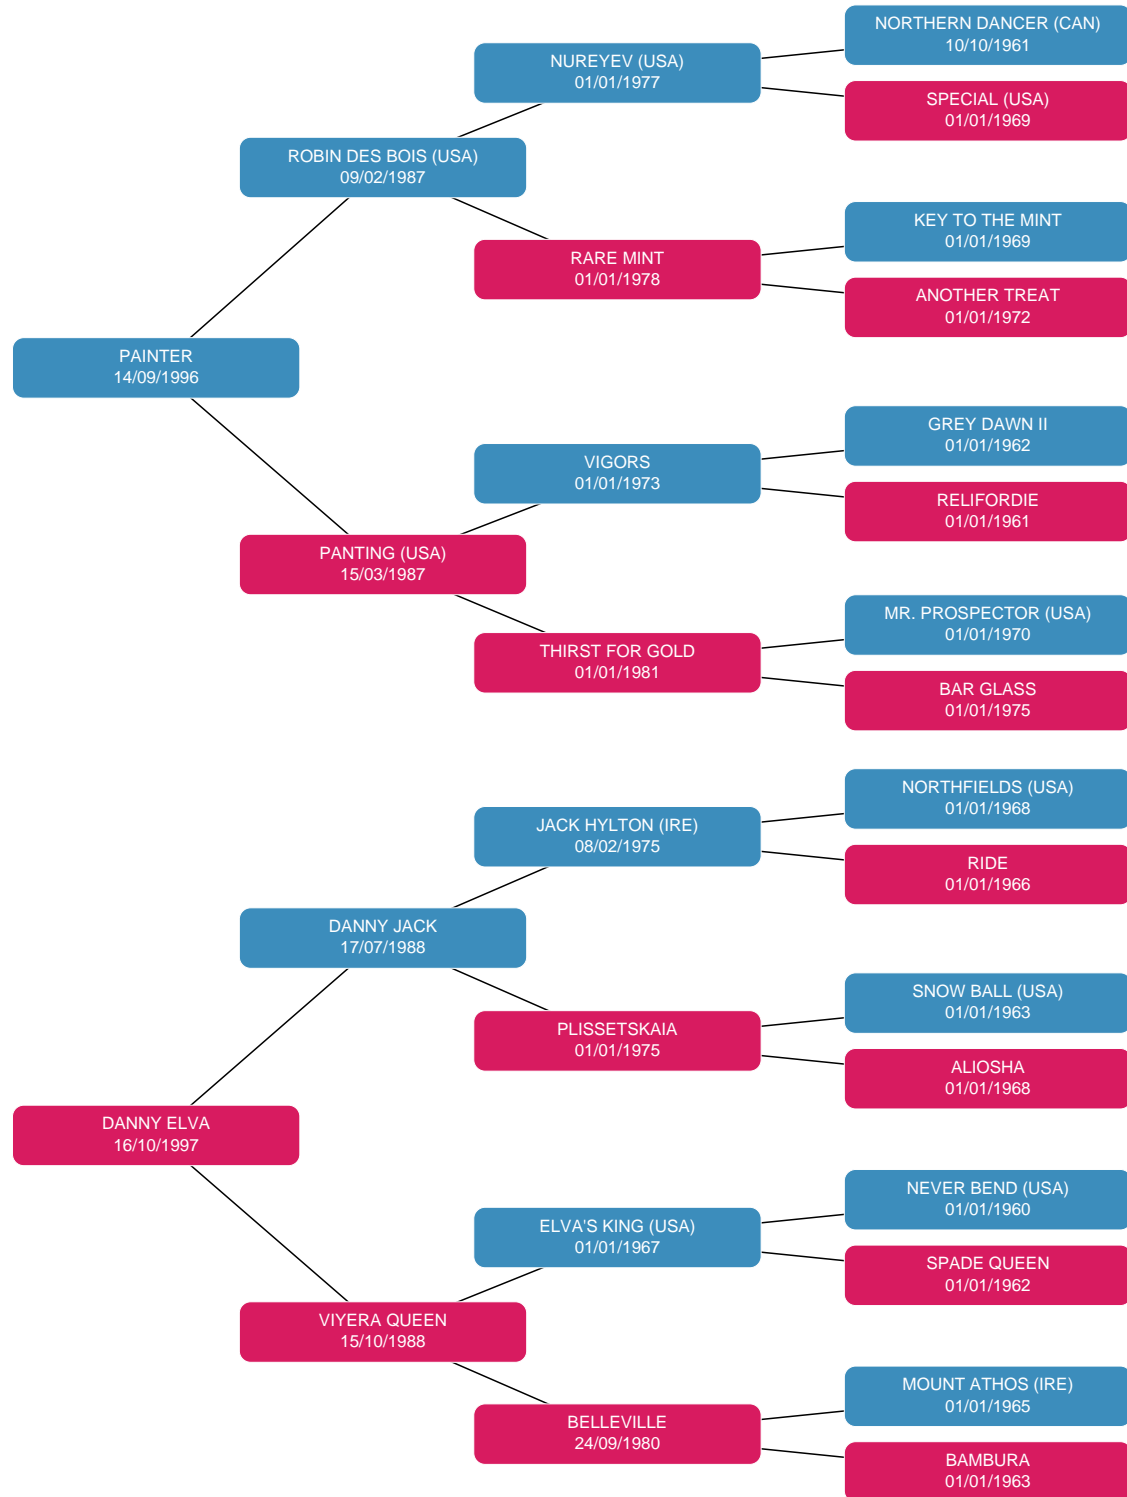 NORTHERN DANCER (CAN)
10/10/1961
NUREYEV (USA)
01/01/1977
SPECIAL (USA)
01/01/1969
ROBIN DES BOIS (USA)
09/02/1987
KEY TO THE MINT
01/01/1969
RARE MINT
01/01/1978
ANOTHER TREAT
01/01/1972
PAINTER
14/09/1996
GREY DAWN II
01/01/1962
VIGORS
01/01/1973
RELIFORDIE
01/01/1961
PANTING (USA)
15/03/1987
MR. PROSPECTOR (USA)
01/01/1970
THIRST FOR GOLD
01/01/1981
BAR GLASS
01/01/1975
NORTHFIELDS (USA)
01/01/1968
JACK HYLTON (IRE)
08/02/1975
RIDE
01/01/1966
DANNY JACK
17/07/1988
SNOW BALL (USA)
01/01/1963
PLISSETSKAIA
01/01/1975
ALIOSHA
01/01/1968
DANNY ELVA
16/10/1997
NEVER BEND (USA)
01/01/1960
ELVA'S KING (USA)
01/01/1967
SPADE QUEEN
01/01/1962
VIYERA QUEEN
15/10/1988
MOUNT ATHOS (IRE)
01/01/1965
BELLEVILLE
24/09/1980
BAMBURA
01/01/1963